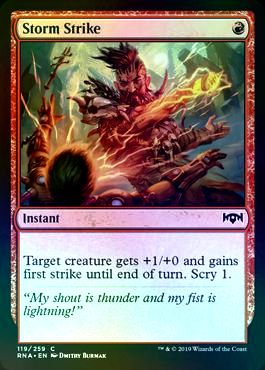 Storm Strike
Instant
Target creature gets +1/+0 and gains
first strike until end of turn. Scry 1.
“My shout is thunder and my fist is
lightning!”
119/259 C
RNA • EN DMITRY BURMAK
™ & © 2019 Wizards of the Coast